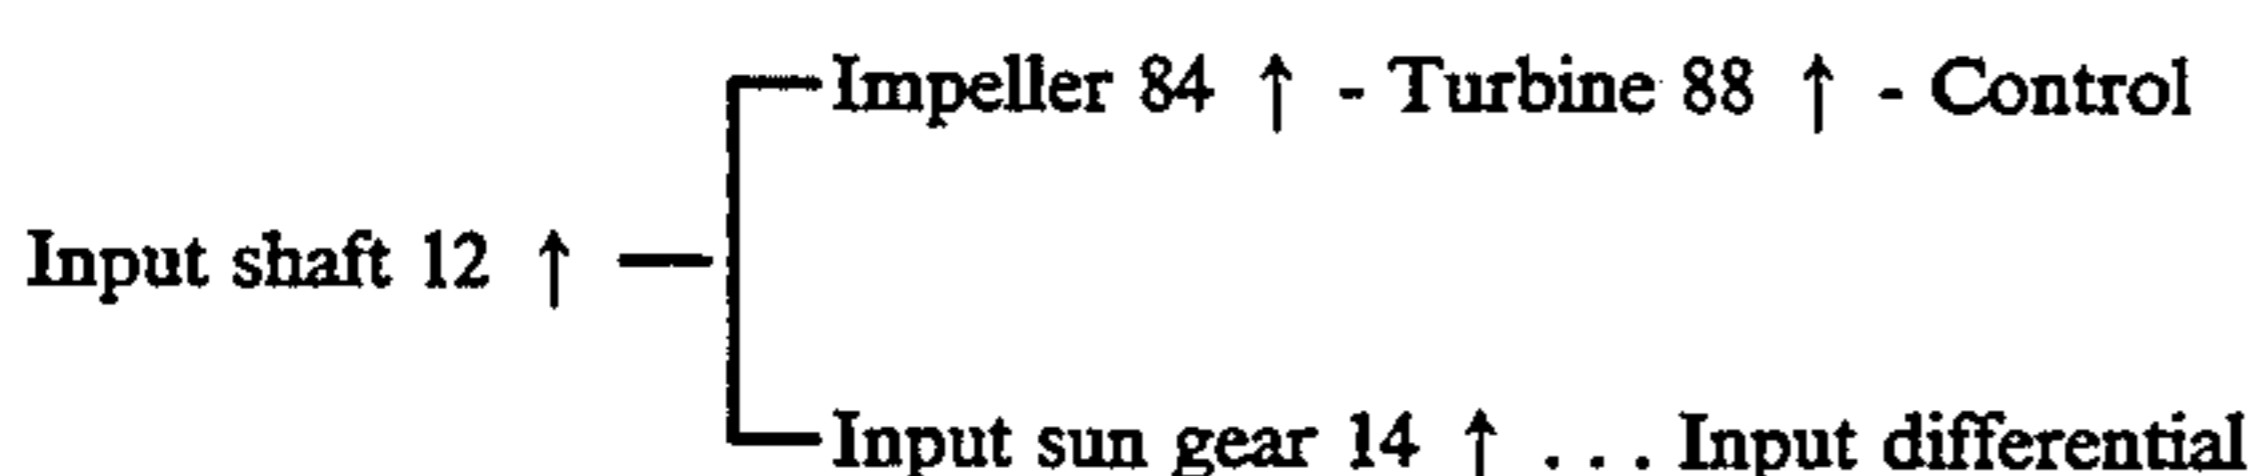 Impeller 84 ↑ - Turbine 88 ↑ - Control
Input shaft 12 ↑
Input sun gear 14 ↑ . . . Input differential